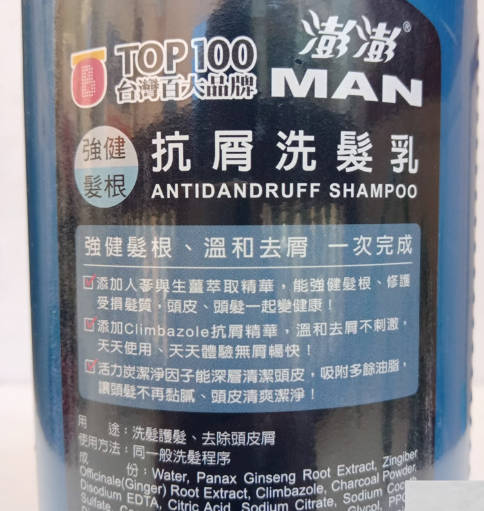 TOP 100
台灣百大品牌
澎澎®
MAN
強健
髮根
抗屑洗髮乳
ANTIDANDRUFF SHAMPOO
強健髮根、溫和去屑 一次完成
添加人蔘與生薑萃取精華，能強健髮根、修護
受損髮質，頭皮、頭髮一起變健康！
添加Climbazole抗屑精華，溫和去屑不刺激，
天天使用、天天體驗無屑暢快！
活力炭潔淨因子能深層清潔頭皮，吸附多餘油脂，
讓頭髮不再黏膩、頭皮清爽潔淨！
用 途：洗髮護髮、去除頭皮屑
使用方法：同一般洗髮程序
成 份：Water, Panax Ginseng Root Extract, Zingiber
Officinale(Ginger) Root Extract, Climbazole, Charcoal Powder,
Disodium EDTA, Citric Acid, Sodium Citrate, Sodium
Sulfate,